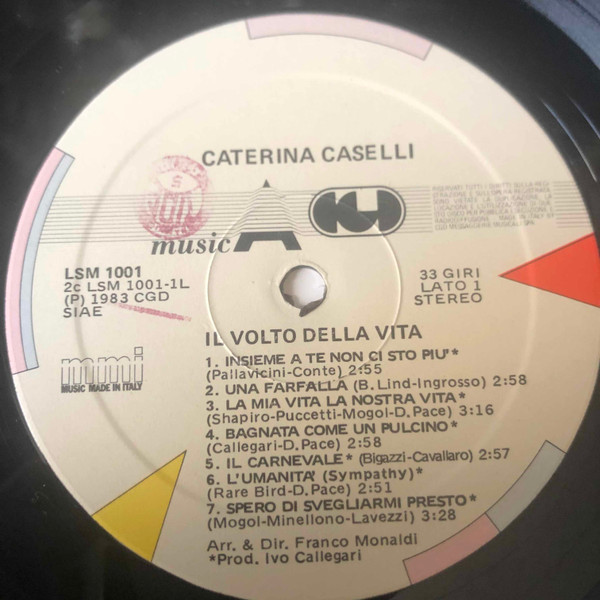 CATERINA CASELLI
CGD
music A
LSM 1001
2c LSM 1001-1L
(P) 1983 CGD
SIAE
33 GIRI
LATO 1
STEREO
mmi
MUSIC MADE IN ITALY
IL VOLTO DELLA VITA
1. INSIEME A TE NON CI STO PIU'*
(Pallavicini-Conte) 2:55
2. UNA FARFALLA (B. Lind-Ingrosso) 2:58
3. LA MIA VITA LA NOSTRA VITA*
(Shapiro-Puccetti-Mogol-D. Pace) 3:16
4. BAGNATA COME UN PULCINO*
(Callegari-D. Pace) 2:58
5. IL CARNEVALE* (Bigazzi-Cavallaro) 2:57
6. L'UMANITA' (Sympathy)*
(Rare Bird-D. Pace) 2:51
7. SPERO DI SVEGLIARMI PRESTO*
(Mogol-Minellono-Lavezzi) 3:28
Arr. & Dir. Franco Monaldi
*Prod. Ivo Callegari